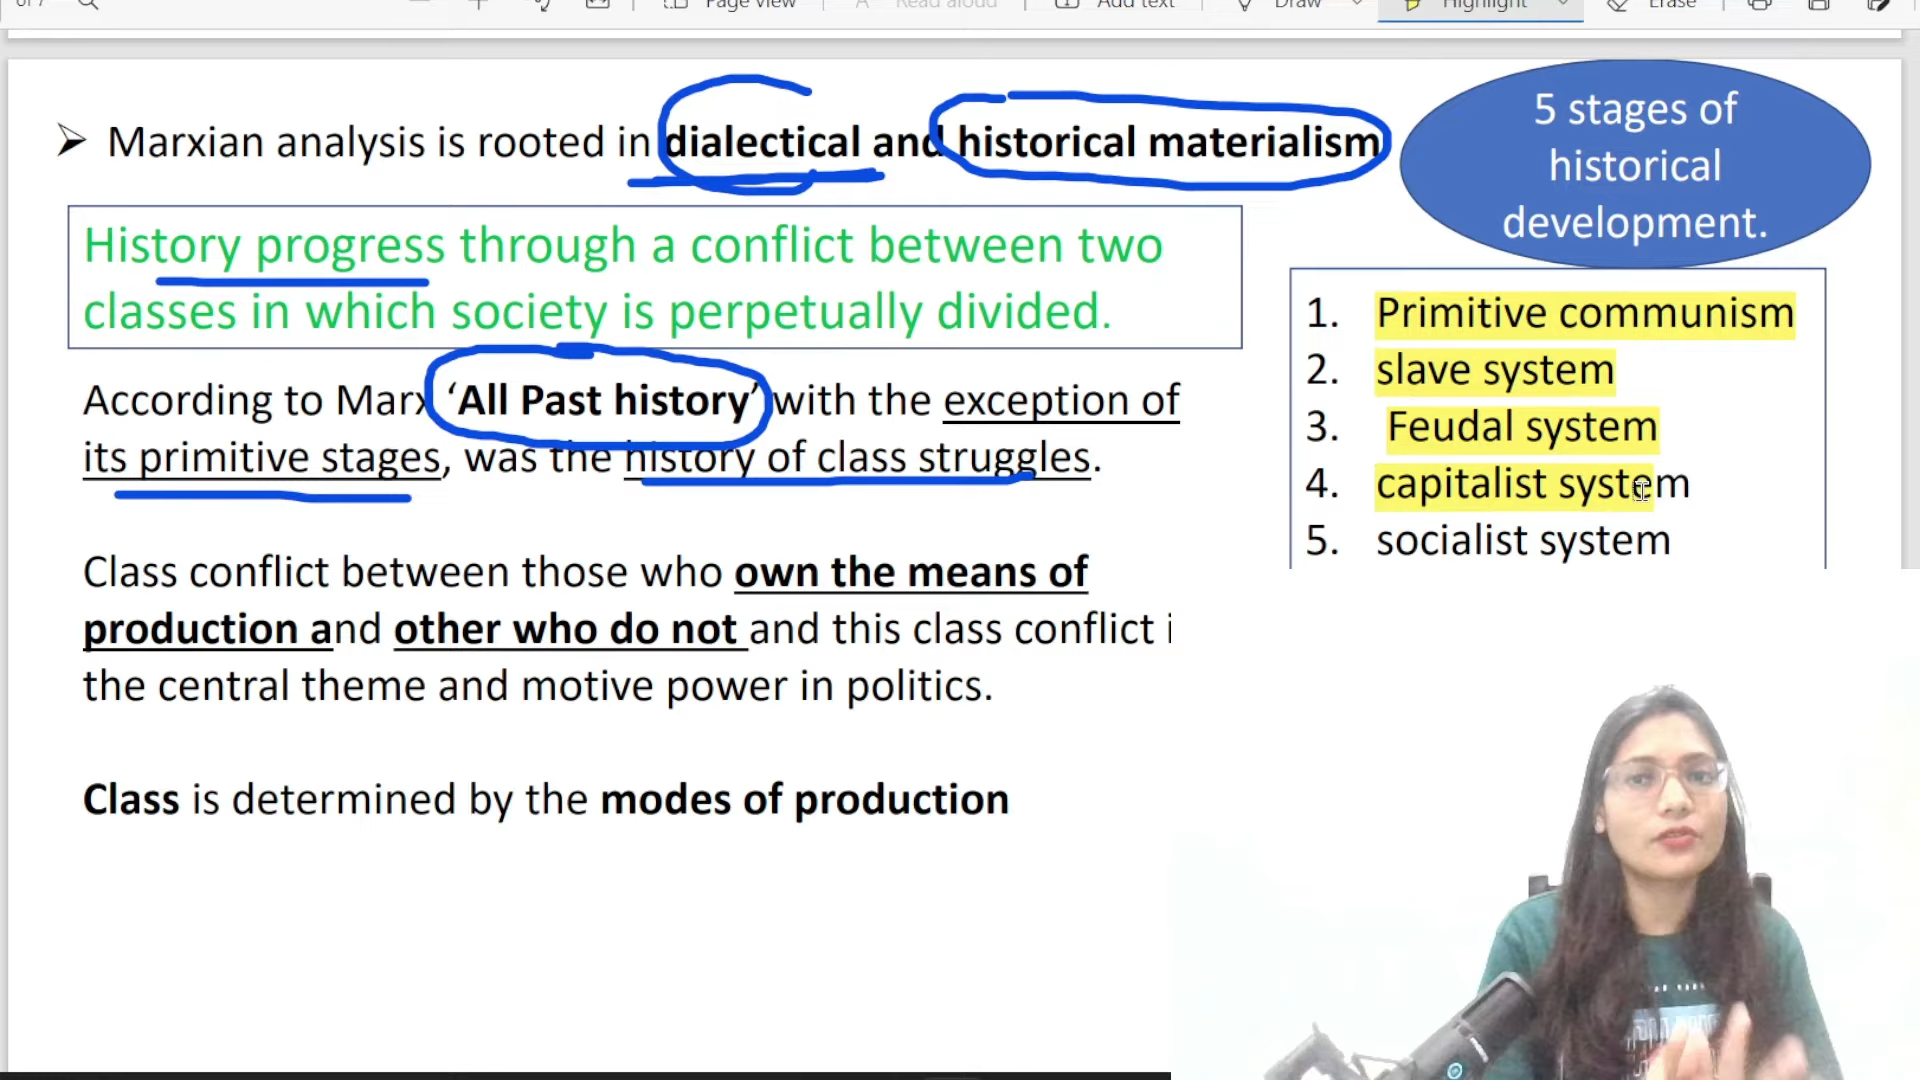 Page view
Read aloud
Add text
Draw
Highlight
Erase
Marxian analysis is rooted in dialectical and historical materialism
5 stages of
historical
development.
History progress through a conflict between two
classes in which society is perpetually divided.
According to Marx ‘All Past history’ with the exception of
its primitive stages, was the history of class struggles.
Class conflict between those who own the means of
production and other who do not and this class conflict i
the central theme and motive power in politics.
Class is determined by the modes of production
1. Primitive communism
2. slave system
3. Feudal system
4. capitalist system
5. socialist system